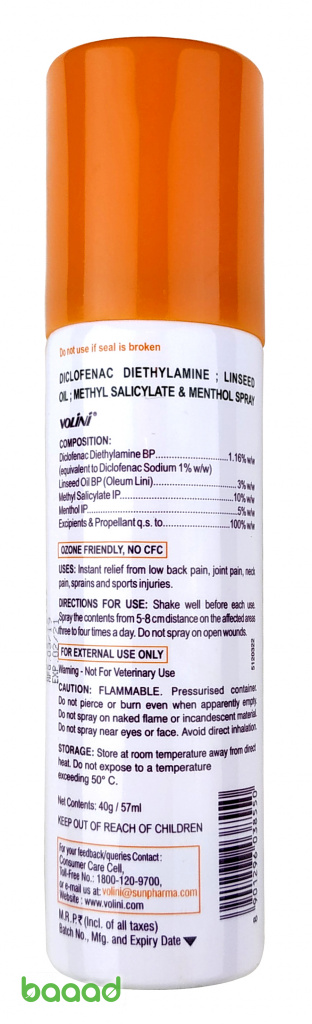 Do not use if seal is broken
DICLOFENAC DIETHYLAMINE ; LINSEED
OIL ; METHYL SALICYLATE & MENTHOL SPRAY
VOLINI®
COMPOSITION:
Diclofenac Diethylamine BP..............................1.16% w/w
(equivalent to Diclofenac Sodium 1% w/w)
Linseed Oil BP (Oleum Lini)..............................3% w/w
Methyl Salicylate IP..............................10% w/w
Menthol IP..............................5% w/w
Excipients & Propellant q.s. to..............................100% w/w
OZONE FRIENDLY, NO CFC
USES: Instant relief from low back pain, joint pain, neck
pain, sprains and sports injuries.
DIRECTIONS FOR USE: Shake well before each use.
Spray the contents from 5-8 cm distance on the affected areas
three to four times a day. Do not spray on open wounds.
FOR EXTERNAL USE ONLY
Warning - Not For Veterinary Use
CAUTION: FLAMMABLE. Pressurised container.
Do not pierce or burn even when apparently empty.
Do not spray on naked flame or incandescent material.
Do not spray near eyes or face. Avoid direct inhalation.
STORAGE: Store at room temperature away from direct
heat. Do not expose to a temperature
exceeding 50° C.
Net Contents: 40g / 57ml
KEEP OUT OF REACH OF CHILDREN
For your feedback/queries Contact :
Consumer Care Cell,
Toll-Free No.: 1800-120-9700,
or e-mail us at: volini@sunpharma.com
Website : www.volini.com
M.R.P.₹ (Incl. of all taxes)
Batch No., Mfg. and Expiry Date ▼
5120322
8 901296 038550
baaad